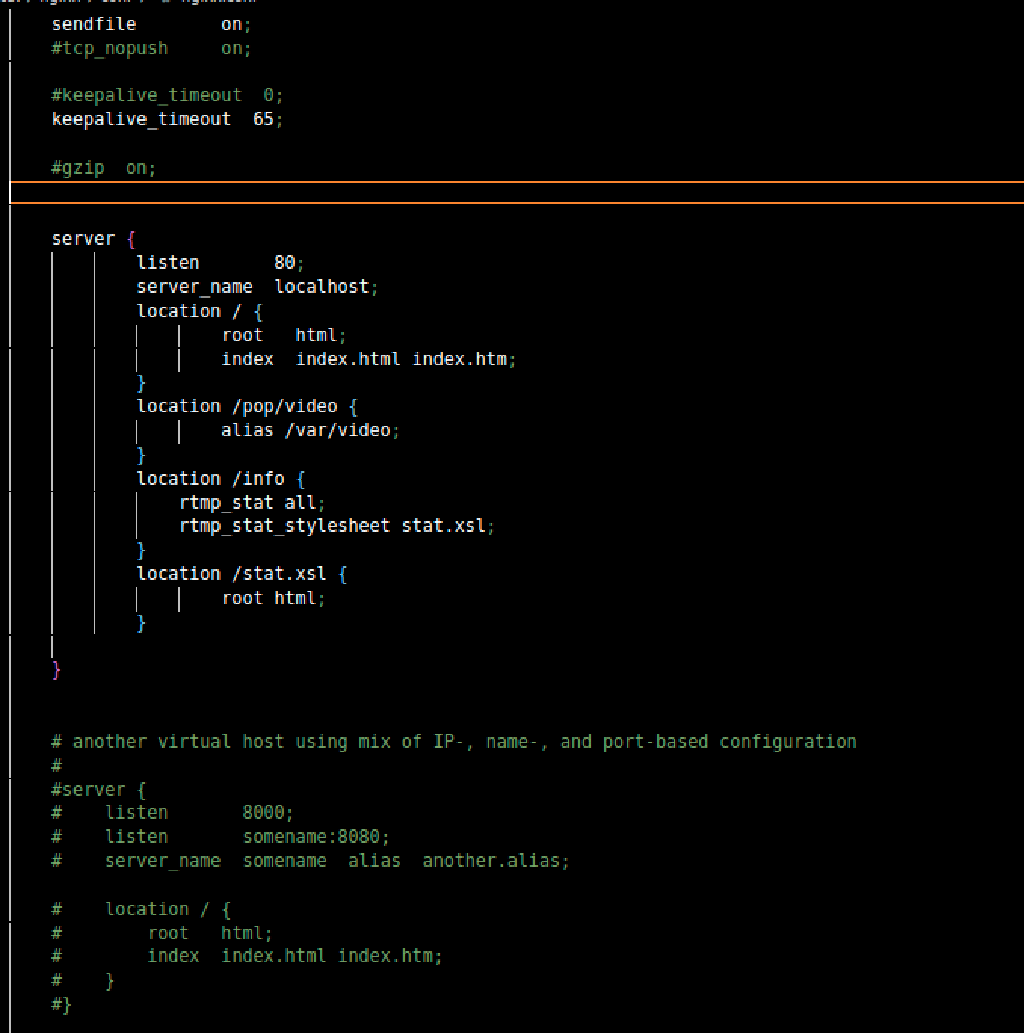 sendfile        on;
#tcp_nopush     on;
#keepalive_timeout  0;
keepalive_timeout  65;
#gzip  on;
server {
listen       80;
server_name  localhost;
location / {
root   html;
index  index.html index.htm;
}
location /pop/video {
alias /var/video;
}
location /info {
rtmp_stat all;
rtmp_stat_stylesheet stat.xsl;
}
location /stat.xsl {
root html;
}
}
# another virtual host using mix of IP-, name-, and port-based configuration
#
#server {
#    listen       8000;
#    listen       somename:8080;
#    server_name  somename  alias  another.alias;
#    location / {
#        root   html;
#        index  index.html index.htm;
#    }
#}